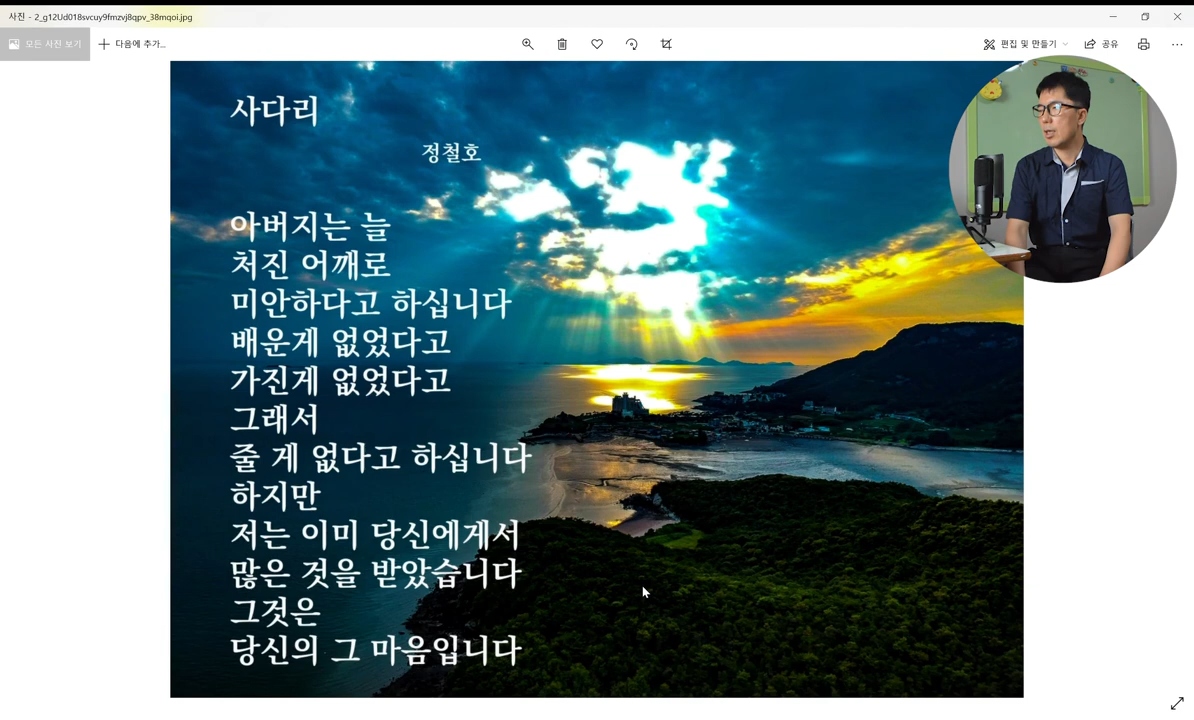 사진 - 2_g12Ud018svcuy9fmzvj8qpv_38mqoi.jpg
모든 사진 보기
다음에 추가...
편집 및 만들기
공유
사다리
정철호
아버지는 늘
처진 어깨로
미안하다고 하십니다
배운게 없었다고
가진게 없었다고
그래서
줄 게 없다고 하십니다
하지만
저는 이미 당신에게서
많은 것을 받았습니다
그것은
당신의 그 마음입니다